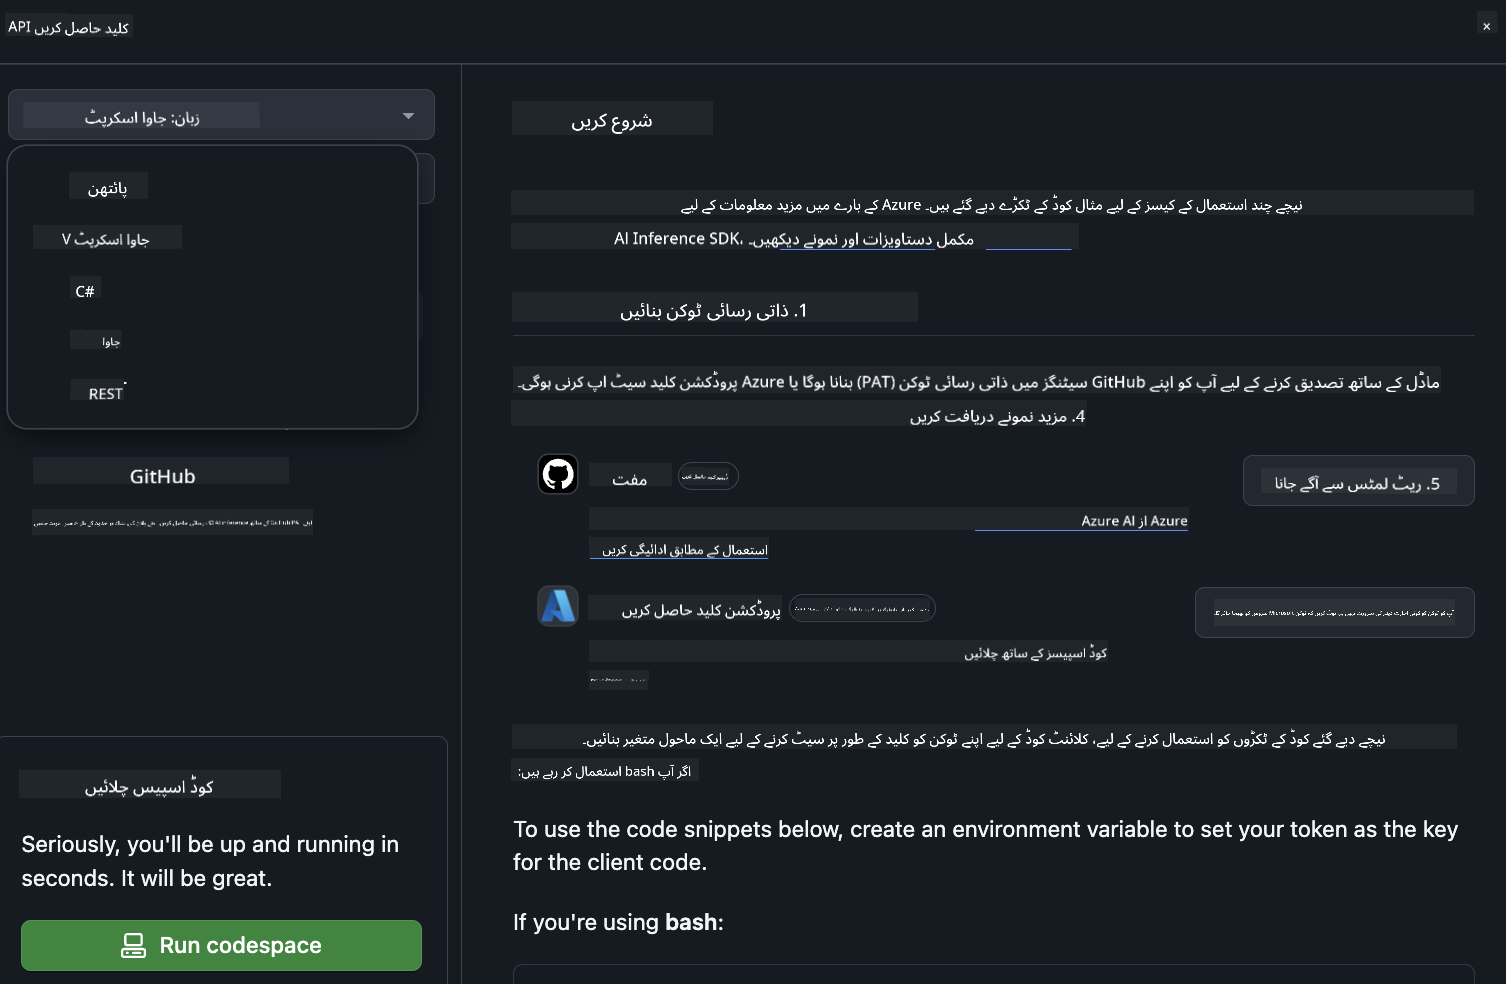 API کلید حاصل کریں
×
زبان: جاوا اسکرپٹ
پائتھن
جاوا اسکرپٹ V
C#
جاوا
REST
GitHub
کوڈ اسپیس چلائیں
Seriously, you'll be up and running in
seconds. It will be great.
Run codespace
شروع کریں
نیچے چند استعمال کے کیسز کے لیے مثال کوڈ کے ٹکڑے دیے گئے ہیں۔ Azure کے بارے میں مزید معلومات کے لیے
AI Inference SDK، مکمل دستاویزات اور نمونے دیکھیں۔
1. ذاتی رسائی ٹوکن بنائیں
ماڈل کے ساتھ تصدیق کرنے کے لیے آپ کو اپنے GitHub سیٹنگز میں ذاتی رسائی ٹوکن (PAT) بنانا ہوگا یا Azure پروڈکشن کلید سیٹ اپ کرنی ہوگی۔
4. مزید نمونے دریافت کریں
مفت
5. ریٹ لمٹس سے آگے جانا
Azure از Azure AI
استعمال کے مطابق ادائیگی کریں
پروڈکشن کلید حاصل کریں
کوڈ اسپیسز کے ساتھ چلائیں
نیچے دیے گئے کوڈ کے ٹکڑوں کو استعمال کرنے کے لیے، کلائنٹ کوڈ کے لیے اپنے ٹوکن کو کلید کے طور پر سیٹ کرنے کے لیے ایک ماحول متغیر بنائیں۔
اگر آپ bash استعمال کر رہے ہیں:
To use the code snippets below, create an environment variable to set your token as the key
for the client code.
If you're using bash: